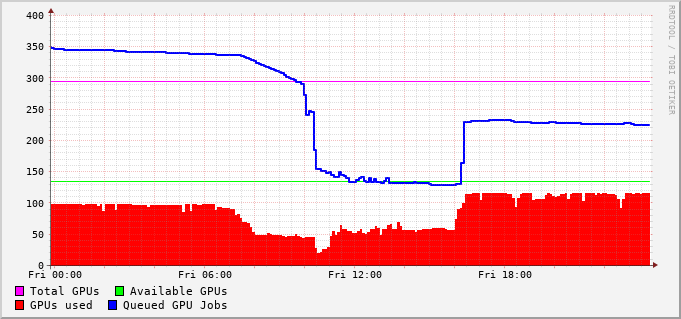 400
350
300
250
200
150
100
50
0
Fri 00:00 Fri 06:00 Fri 12:00 Fri 18:00
Total GPUs Available GPUs
GPUs used Queued GPU Jobs
RRDTOOL / TOBI OETIKER